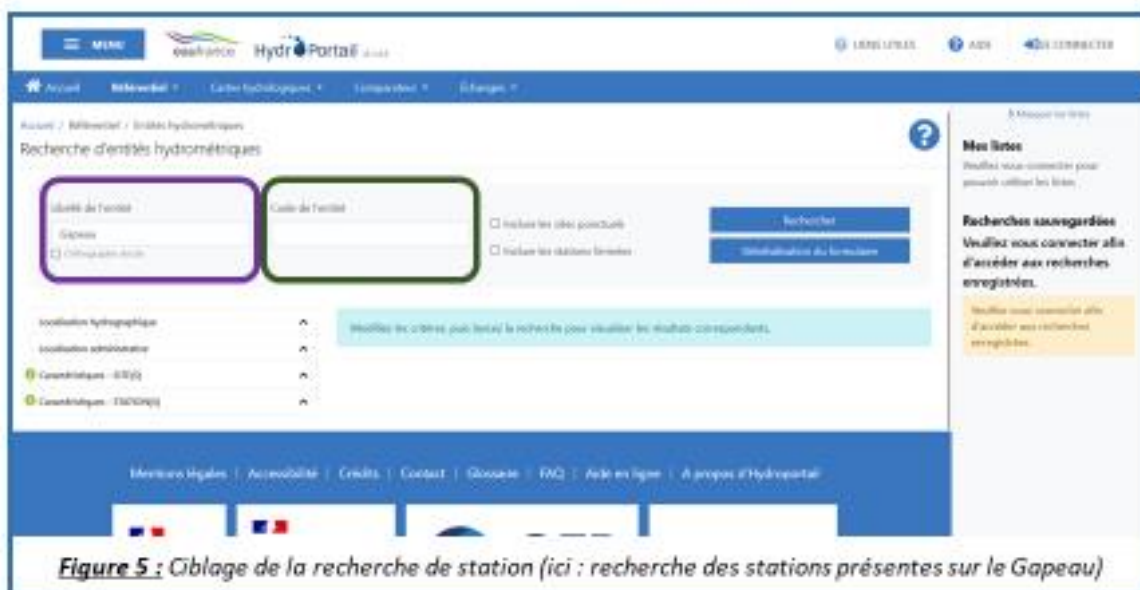 MENU
eaufrance
HydroPortail
LIENS UTILES
AIDE
SE CONNECTER
Accueil
Référentiel
Cartes hydrologiques
Comparateur
Échanges
Accueil / Référentiel / Entités hydrométriques
Recherche d'entités hydrométriques
Libellé de l'entité
Gapeau
Orthographe stricte
Code de l'entité
Inclure les sites ponctuels
Inclure les stations fermées
Rechercher
Réinitialisation du formulaire
Mes listes
Veuillez vous connecter pour
pouvoir utiliser les listes.
Recherches sauvegardées
Veuillez vous connecter afin
d'accéder aux recherches
enregistrées.
Veuillez vous connecter afin
d'accéder aux recherches
enregistrées.
Localisation hydrographique
Localisation administrative
Caractéristiques - SITE(S)
Caractéristiques - STATION(S)
Modifiez les critères puis lancez la recherche pour visualiser les résultats correspondants.
Mentions légales | Accessibilité | Crédits | Contact | Glossaire | FAQ | Aide en ligne | A propos d'Hydroportail
Figure 5 : Ciblage de la recherche de station (ici : recherche des stations présentes sur le Gapeau)